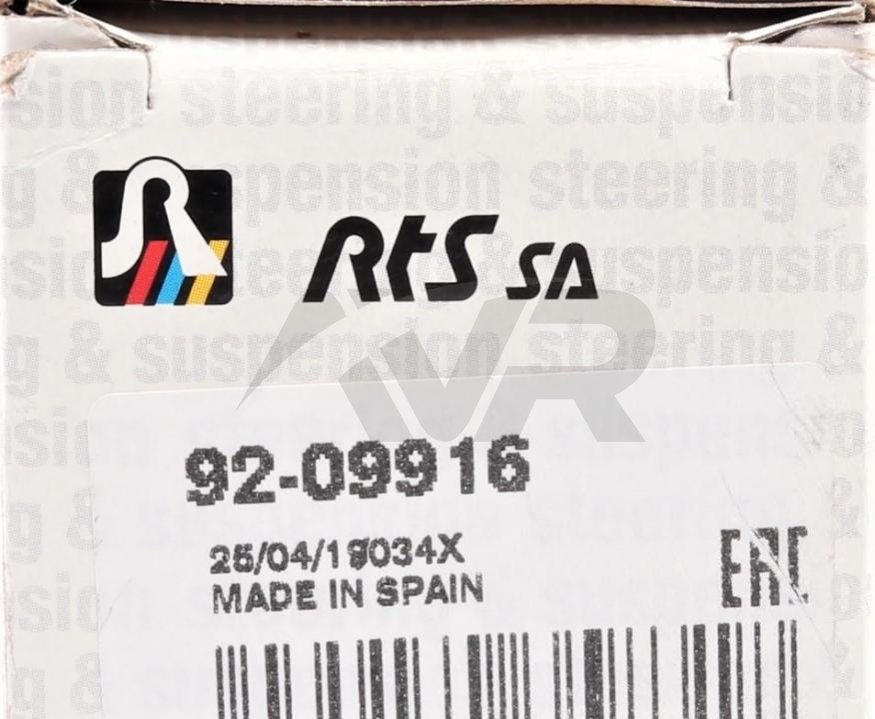 sion steering & suspensio
g & suspension steering &
sion steering & suspensio
g & suspension steering &
R
RtS SA
VR
92-09916
25/04/19034X
MADE IN SPAIN
EAC